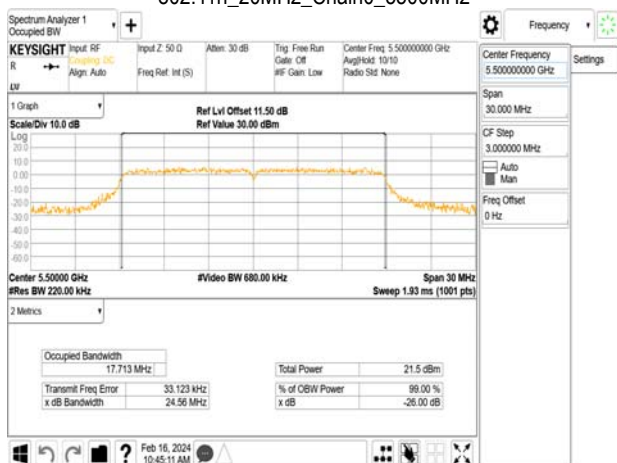 Spectrum Analyzer 1
Occupied BW
Frequency
KEYSIGHT
R
Input: RF
Coupling: DC
Align: Auto
Input Z: 50 Ω
Freq Ref: Int (S)
Atten: 30 dB
Trig: Free Run
Gate: Off
#IF Gain: Low
Center Freq: 5.500000000 GHz
Avg|Hold: 10/10
Radio Std: None
1 Graph
Scale/Div 10.0 dB
Ref Lvl Offset 11.50 dB
Ref Value 30.00 dBm
Log
20.0
10.0
0.00
-10.0
-20.0
-30.0
-40.0
-50.0
-60.0
Center 5.50000 GHz
#Video BW 680.00 kHz
Span 30 MHz
#Res BW 220.00 kHz
Sweep 1.93 ms (1001 pts)
2 Metrics
Occupied Bandwidth
17.713 MHz
Total Power 21.5 dBm
Transmit Freq Error 33.123 kHz
% of OBW Power 99.00 %
x dB Bandwidth 24.56 MHz
x dB -26.00 dB
Center Frequency
5.500000000 GHz
Settings
Span
30.000 MHz
CF Step
3.000000 MHz
Auto
Man
Freq Offset
0 Hz
?
Feb 16, 2024
10:45:11 AM